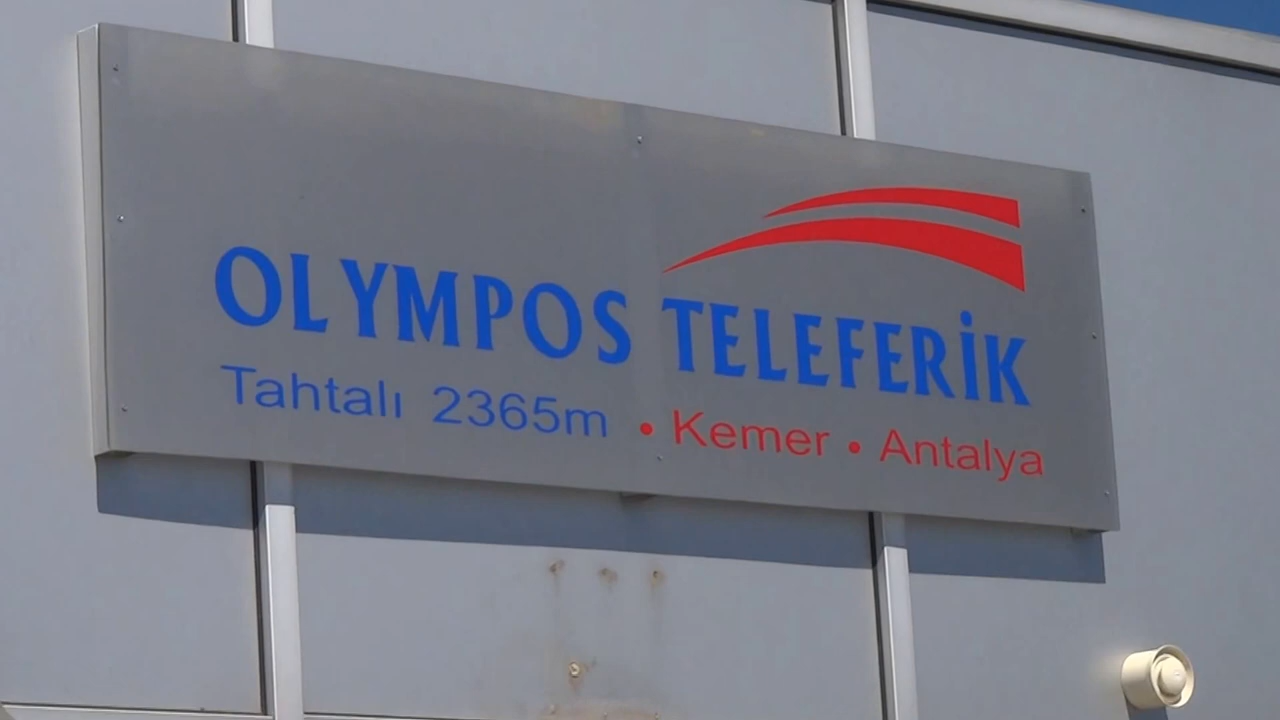 OLYMPOS TELEFERİK
Tahtalı 2365m • Kemer • Antalya